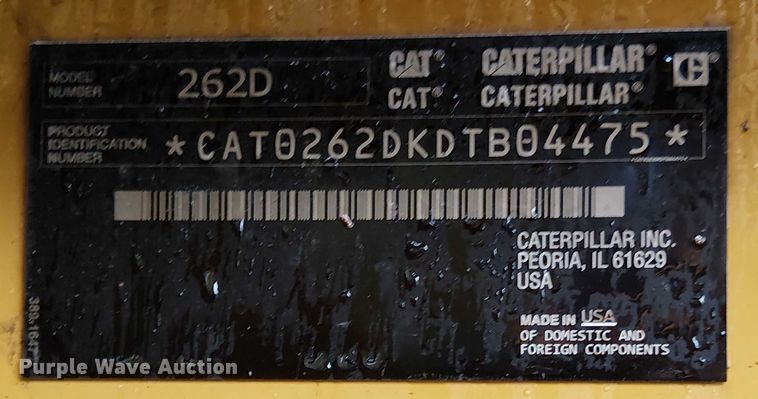 MODEL
NUMBER
262D
CAT® CATERPILLAR®
CAT® CATERPILLAR®
PRODUCT
IDENTIFICATION
NUMBER
*CAT0262DKDTB04475*
CATERPILLAR INC.
PEORIA, IL 61629
USA
MADE IN USA
OF DOMESTIC AND
FOREIGN COMPONENTS
Purple Wave Auction